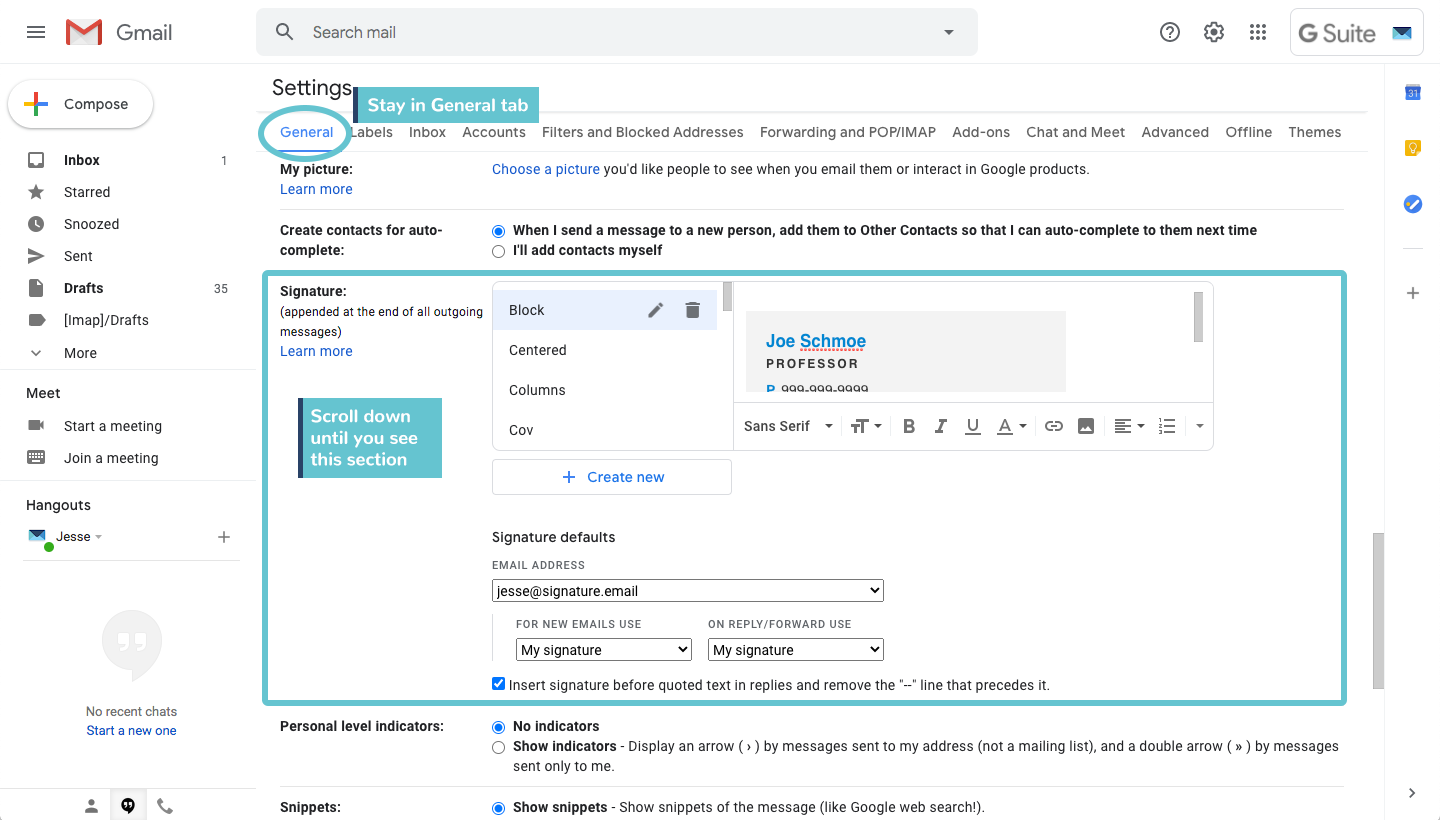 Gmail
Search mail
G Suite
Compose
Inbox 1
Starred
Snoozed
Sent
Drafts 35
[Imap]/Drafts
More
Meet
Start a meeting
Join a meeting
Hangouts
Jesse
No recent chats
Start a new one
Settings
Stay in General tab
General Labels Inbox Accounts Filters and Blocked Addresses Forwarding and POP/IMAP Add-ons Chat and Meet Advanced Offline Themes
My picture:
Learn more
Choose a picture you'd like people to see when you email them or interact in Google products.
Create contacts for auto-
complete:
When I send a message to a new person, add them to Other Contacts so that I can auto-complete to them next time
I'll add contacts myself
Signature:
(appended at the end of all outgoing
messages)
Learn more
Scroll down
until you see
this section
Block
Centered
Columns
Cov
Joe Schmoe
PROFESSOR
P 999-999-9999
Sans Serif
B I U A
+ Create new
Signature defaults
EMAIL ADDRESS
jesse@signature.email
FOR NEW EMAILS USE ON REPLY/FORWARD USE
My signature My signature
Insert signature before quoted text in replies and remove the "--" line that precedes it.
Personal level indicators:
No indicators
Show indicators - Display an arrow ( › ) by messages sent to my address (not a mailing list), and a double arrow ( » ) by messages
sent only to me.
Snippets:
Show snippets - Show snippets of the message (like Google web search!).
31